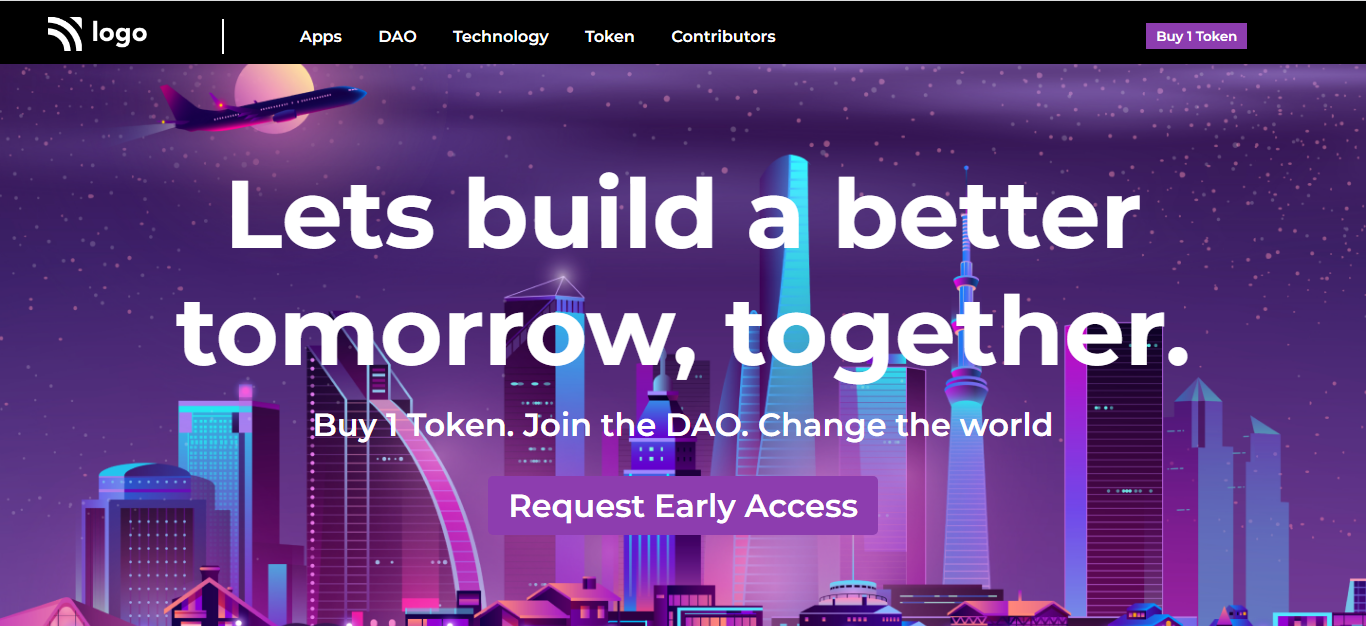 logo
Apps DAO Technology Token Contributors Buy 1 Token
Lets build a better
tomorrow, together.
Buy 1 Token. Join the DAO. Change the world
Request Early Access